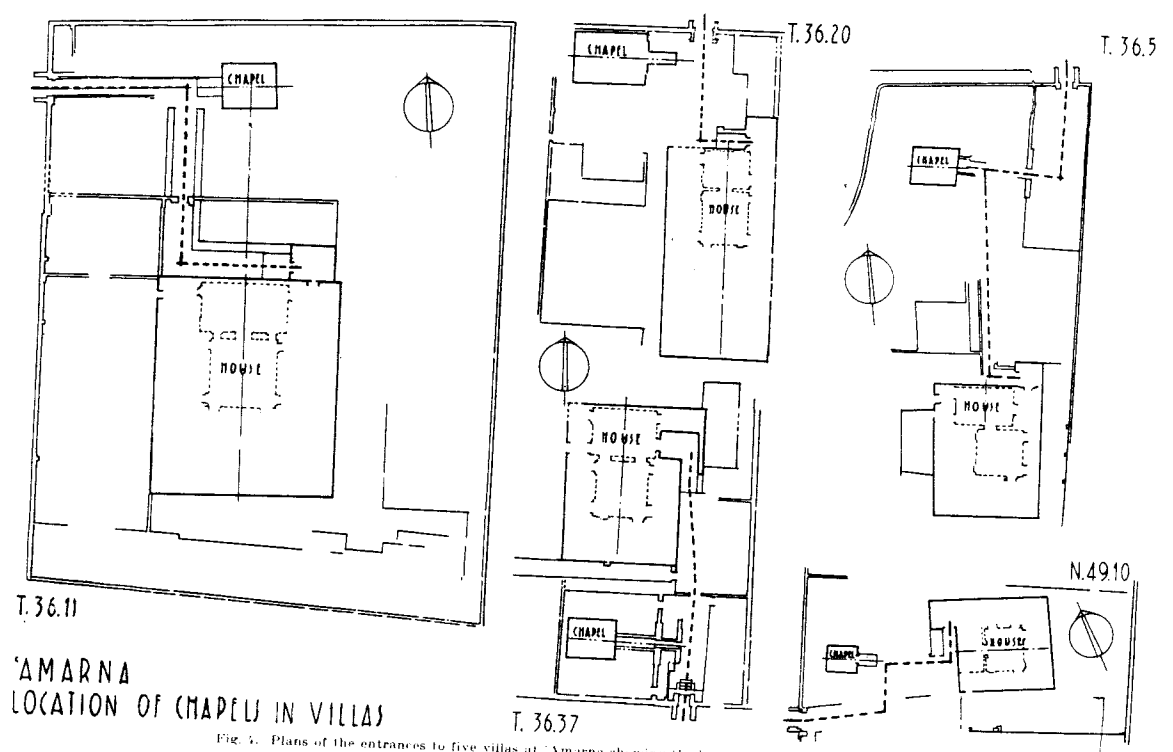 CHAPEL
HOUSE
T. 36.11
CHAPEL
T. 36.20
HOUSE
T. 36.5
CHAPEL
HOUSE
HOUSE
CHAPEL
T. 36.37
N.49.10
CHAPEL
HOUSE
'AMARNA
LOCATION OF CHAPELS IN VILLAS
Fig. 4. Plans of the entrances to five villas at 'Amarna